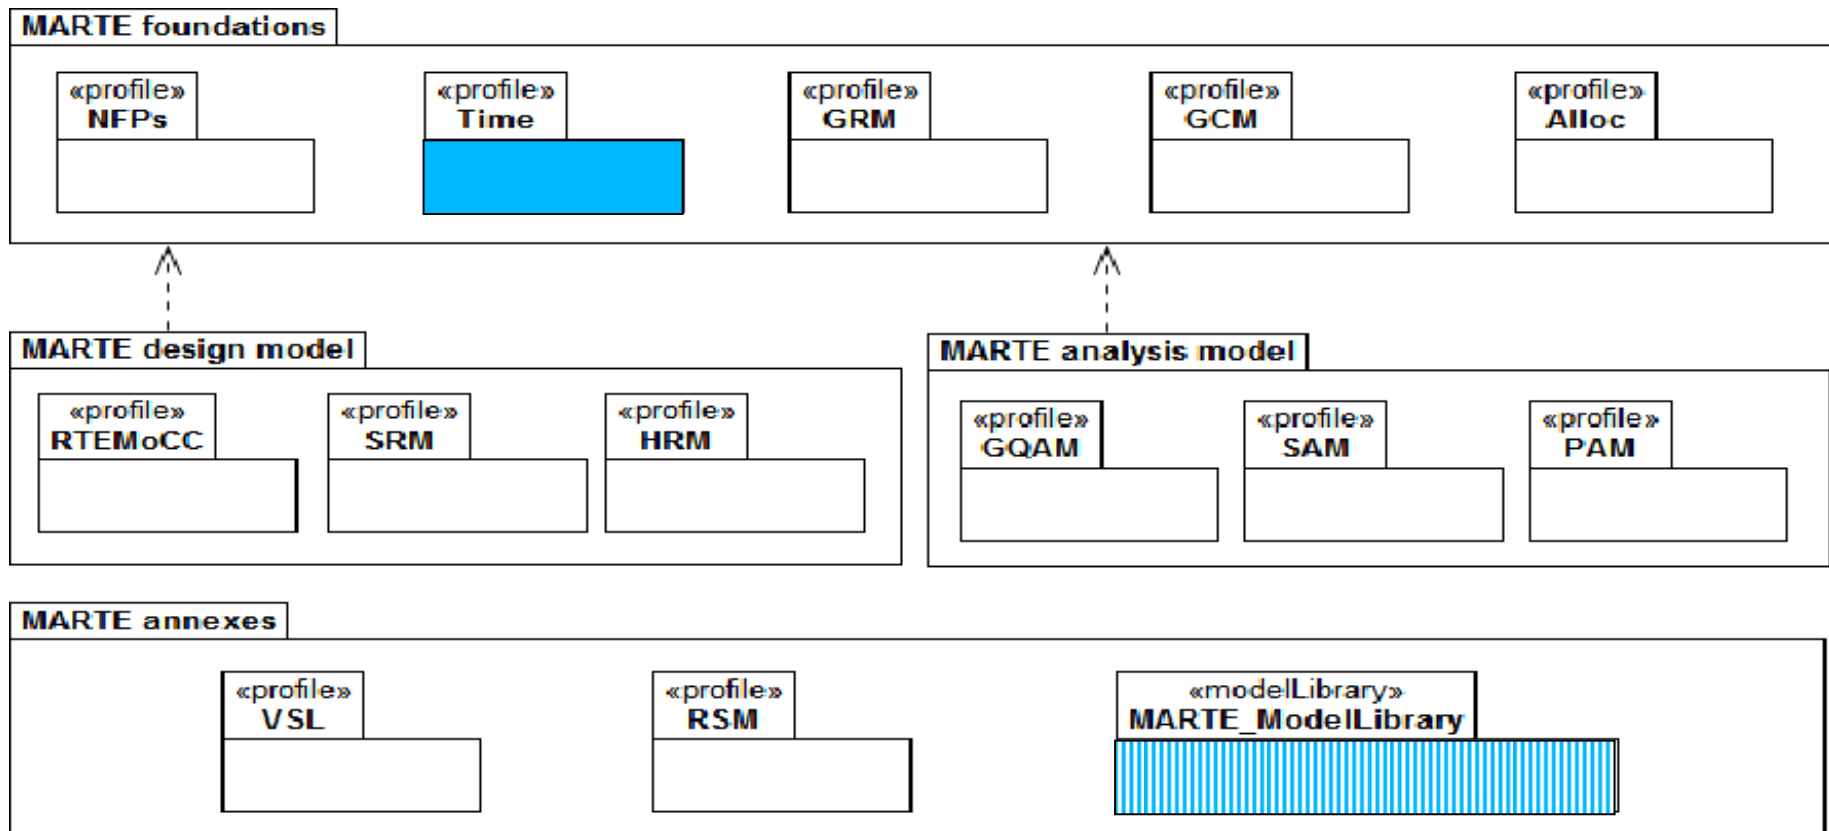 MARTE foundations
«profile»
NFPs
«profile»
Time
«profile»
GRM
«profile»
GCM
«profile»
Alloc
MARTE design model
«profile»
RTEMoCC
«profile»
SRM
«profile»
HRM
MARTE analysis model
«profile»
GQAM
«profile»
SAM
«profile»
PAM
MARTE annexes
«profile»
VSL
«profile»
RSM
«modelLibrary»
MARTE_ModelLibrary